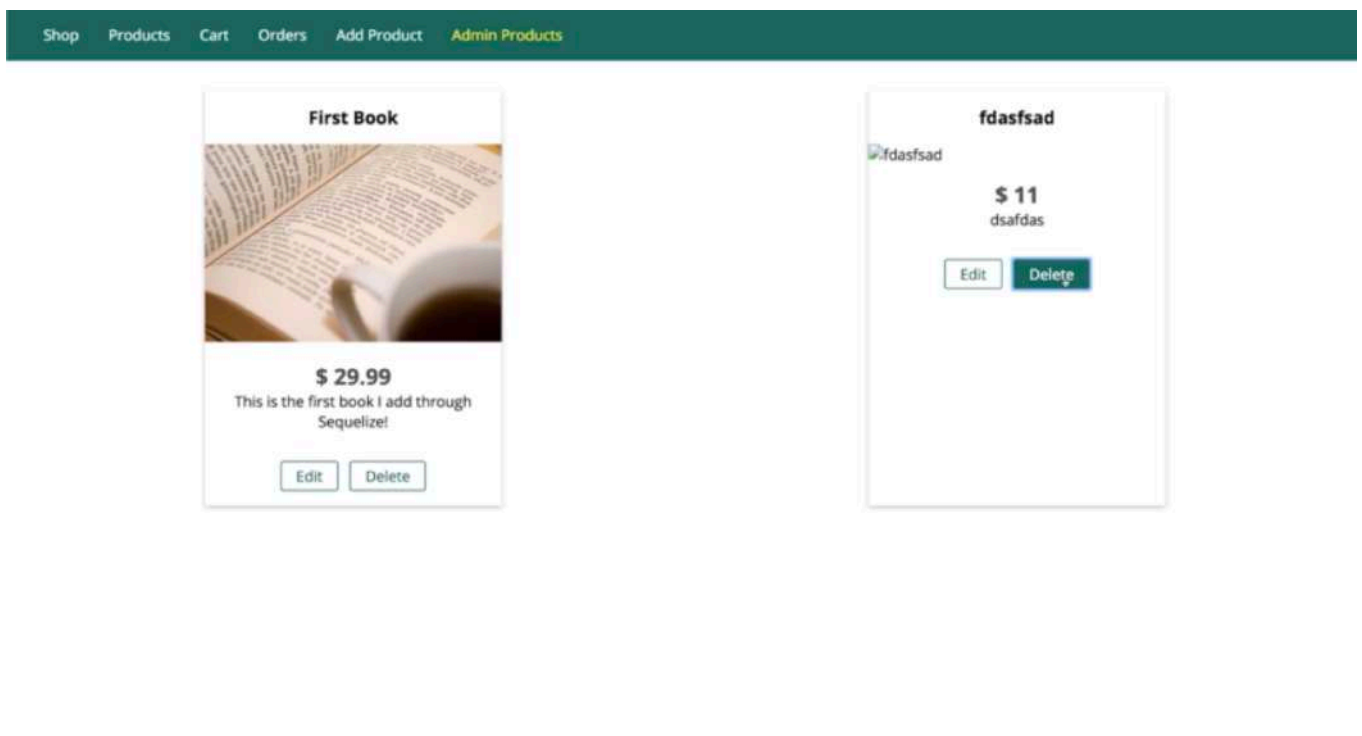 Shop Products Cart Orders Add Product Admin Products
First Book
$ 29.99
This is the first book I add through
Sequelize!
Edit Delete
fdasfsad
fdasfsad
$ 11
dsafdas
Edit Delete